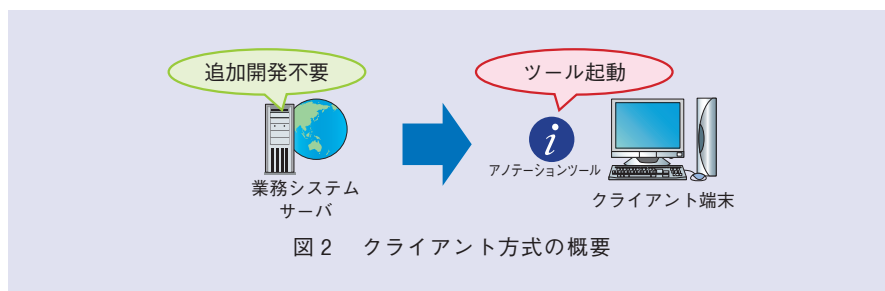 追加開発不要
ツール起動
i
アノテーションツール
業務システム
サーバ
クライアント端末
図2 クライアント方式の概要